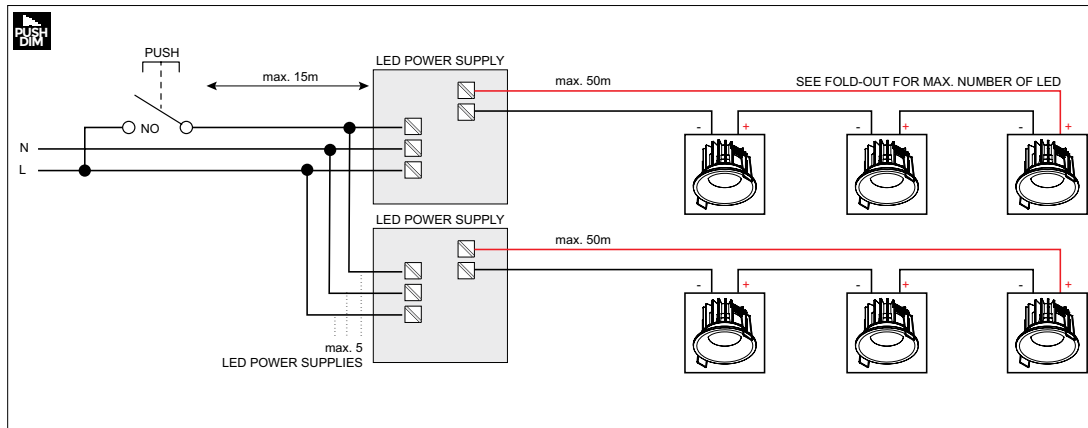 PUSH
DIM
PUSH
max. 15m
LED POWER SUPPLY
max. 50m
SEE FOLD-OUT FOR MAX. NUMBER OF LED
NO
- + - + - +
N
L
LED POWER SUPPLY
max. 50m
- + - + - +
max. 5
LED POWER SUPPLIES